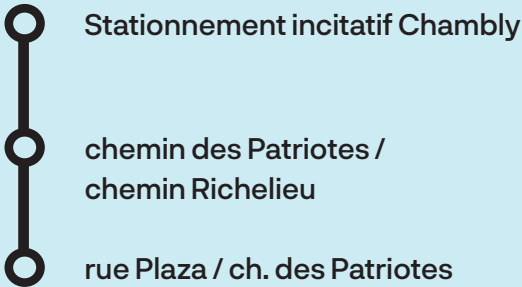 Stationnement incitatif Chambly
chemin des Patriotes /
chemin Richelieu
rue Plaza / ch. des Patriotes